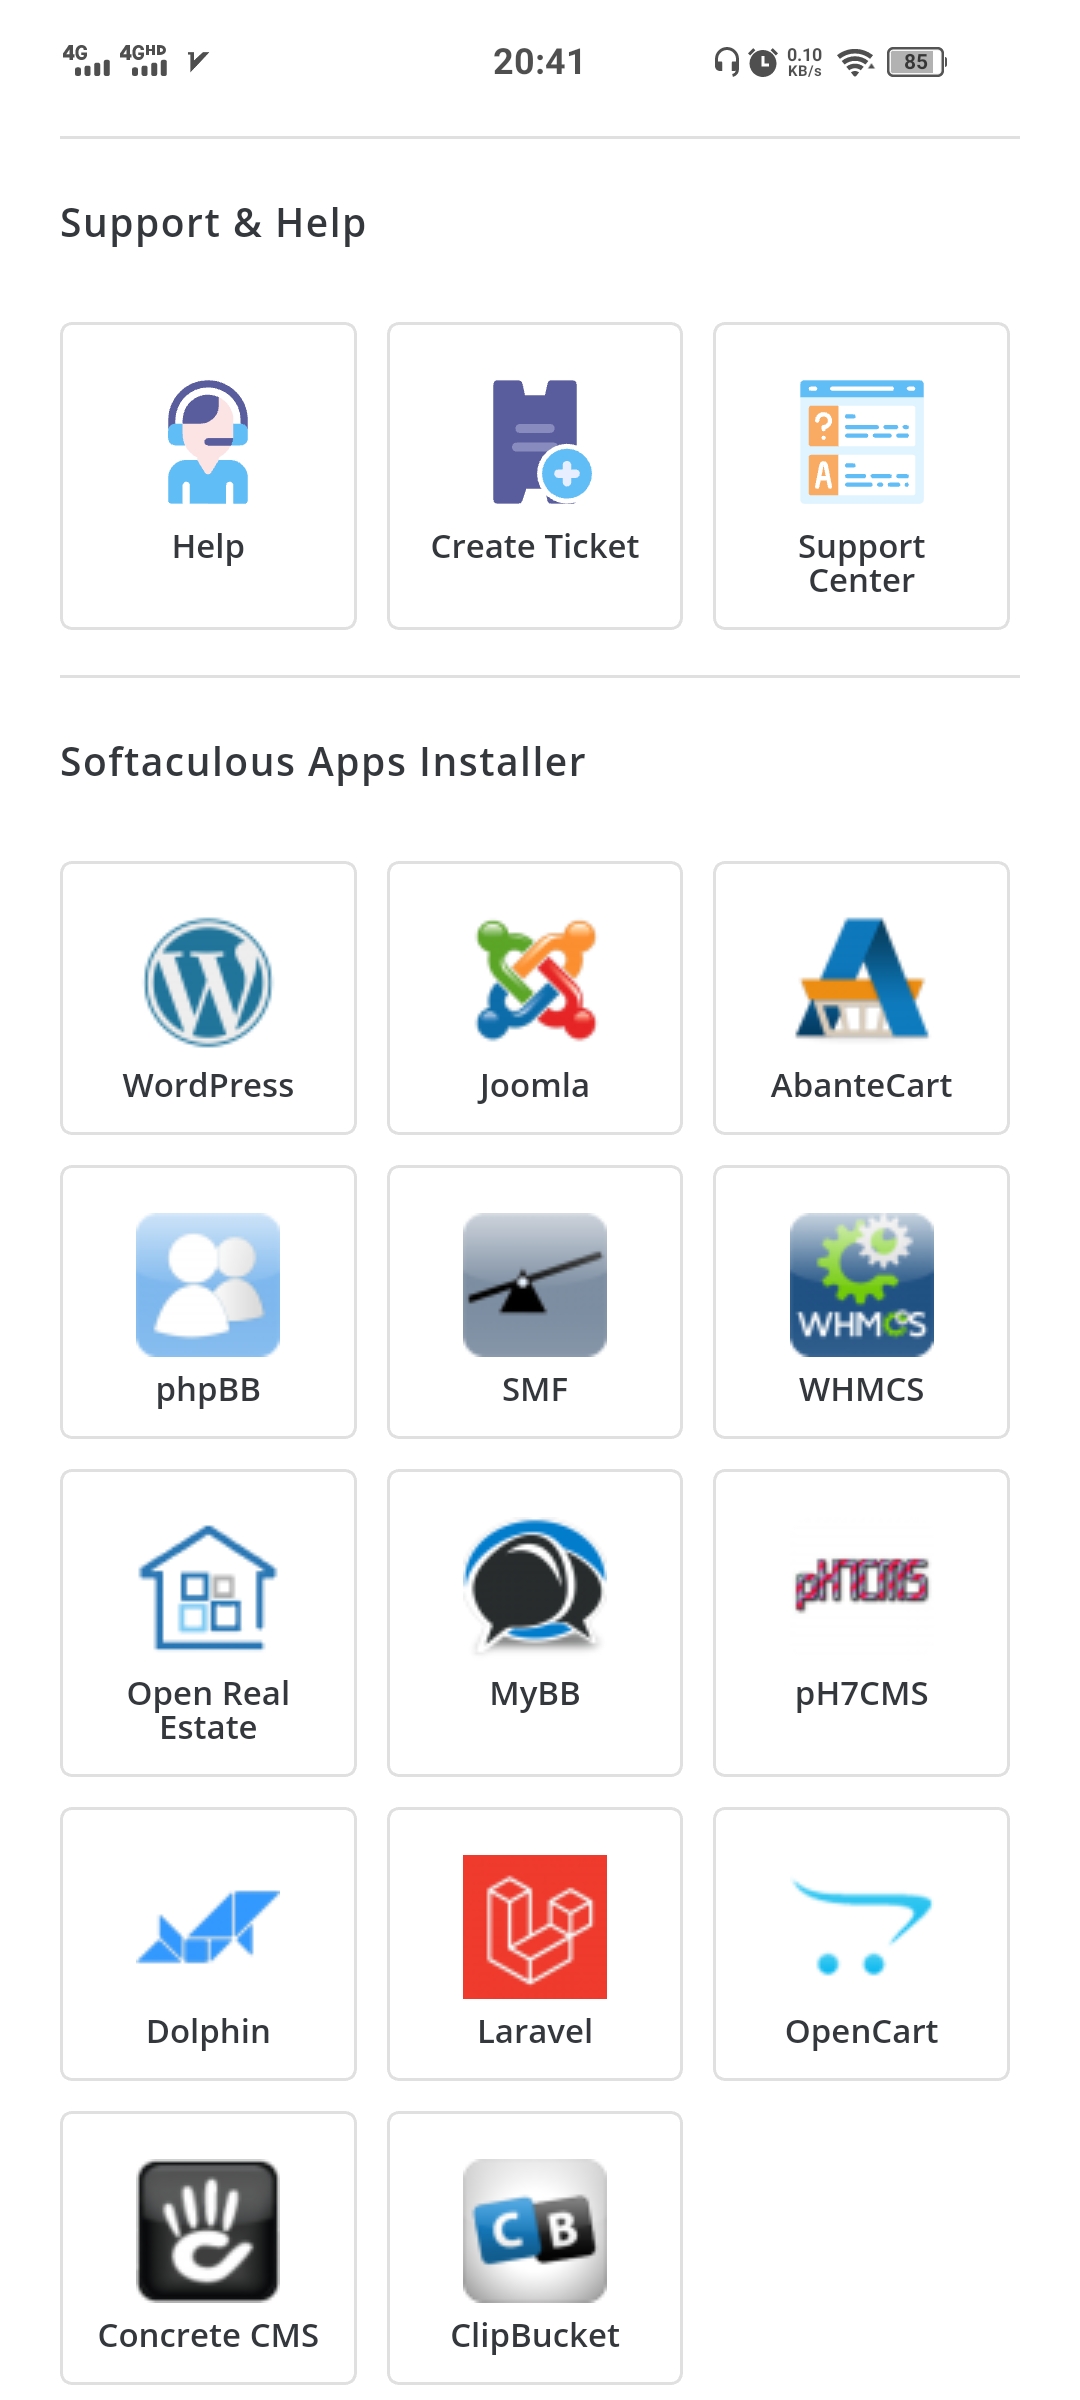 4G 4GHD 20:41 0.10 KB/s 85
Support & Help
Help
Create Ticket
? A
Support
Center
Softaculous Apps Installer
W
WordPress
Joomla
AbanteCart
phpBB
SMF
WHMCS
WHMCS
Open Real
Estate
MyBB
pH7CMS
pH7CMS
Dolphin
Laravel
OpenCart
Concrete CMS
C B
ClipBucket